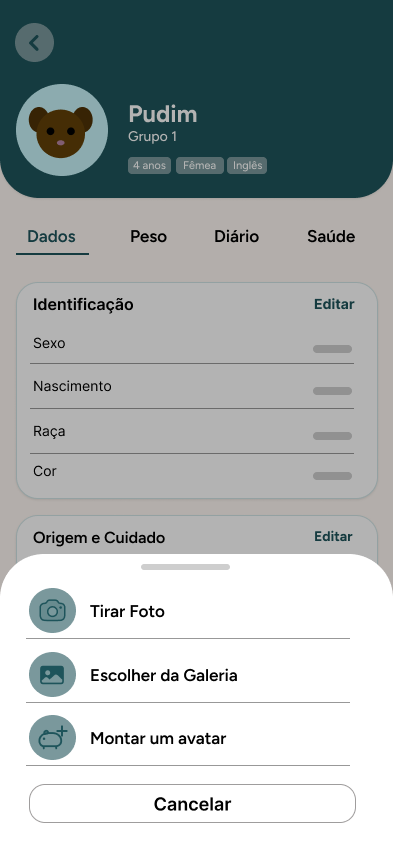 Pudim
Grupo 1
4 anos Fêmea Inglês
Dados Peso Diário Saúde
Identificação Editar
Sexo
Nascimento
Raça
Cor
Origem e Cuidado Editar
Tirar Foto
Escolher da Galeria
Montar um avatar
Cancelar